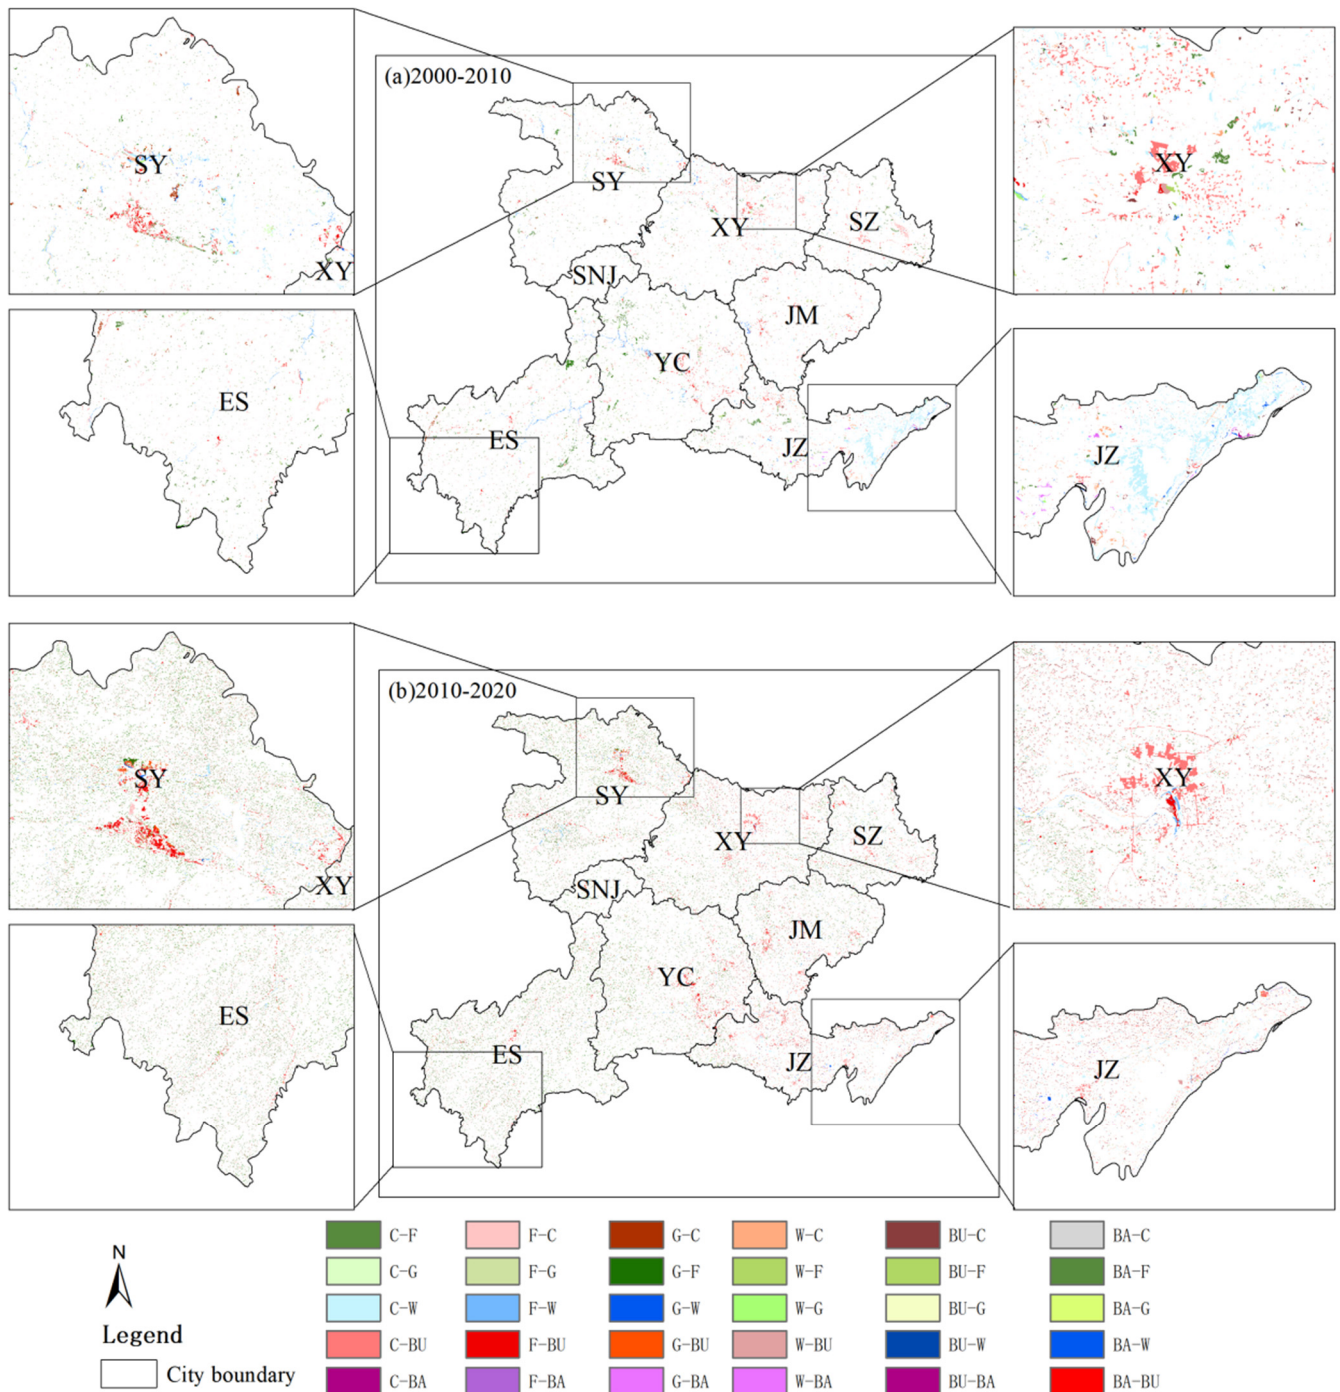 (a)2000-2010
SY
XY
SY
XY
XY
SZ
SNJ
JM
YC
ES
ES
JZ
JZ
(b)2010-2020
SY
XY
SY
XY
XY
SZ
SNJ
JM
YC
ES
ES
JZ
JZ
N
Legend
City boundary
C-F F-C G-C W-C BU-C BA-C
C-G F-G G-F W-F BU-F BA-F
C-W F-W G-W W-G BU-G BA-G
C-BU F-BU G-BU W-BU BU-W BA-W
C-BA F-BA G-BA W-BA BU-BA BA-BU